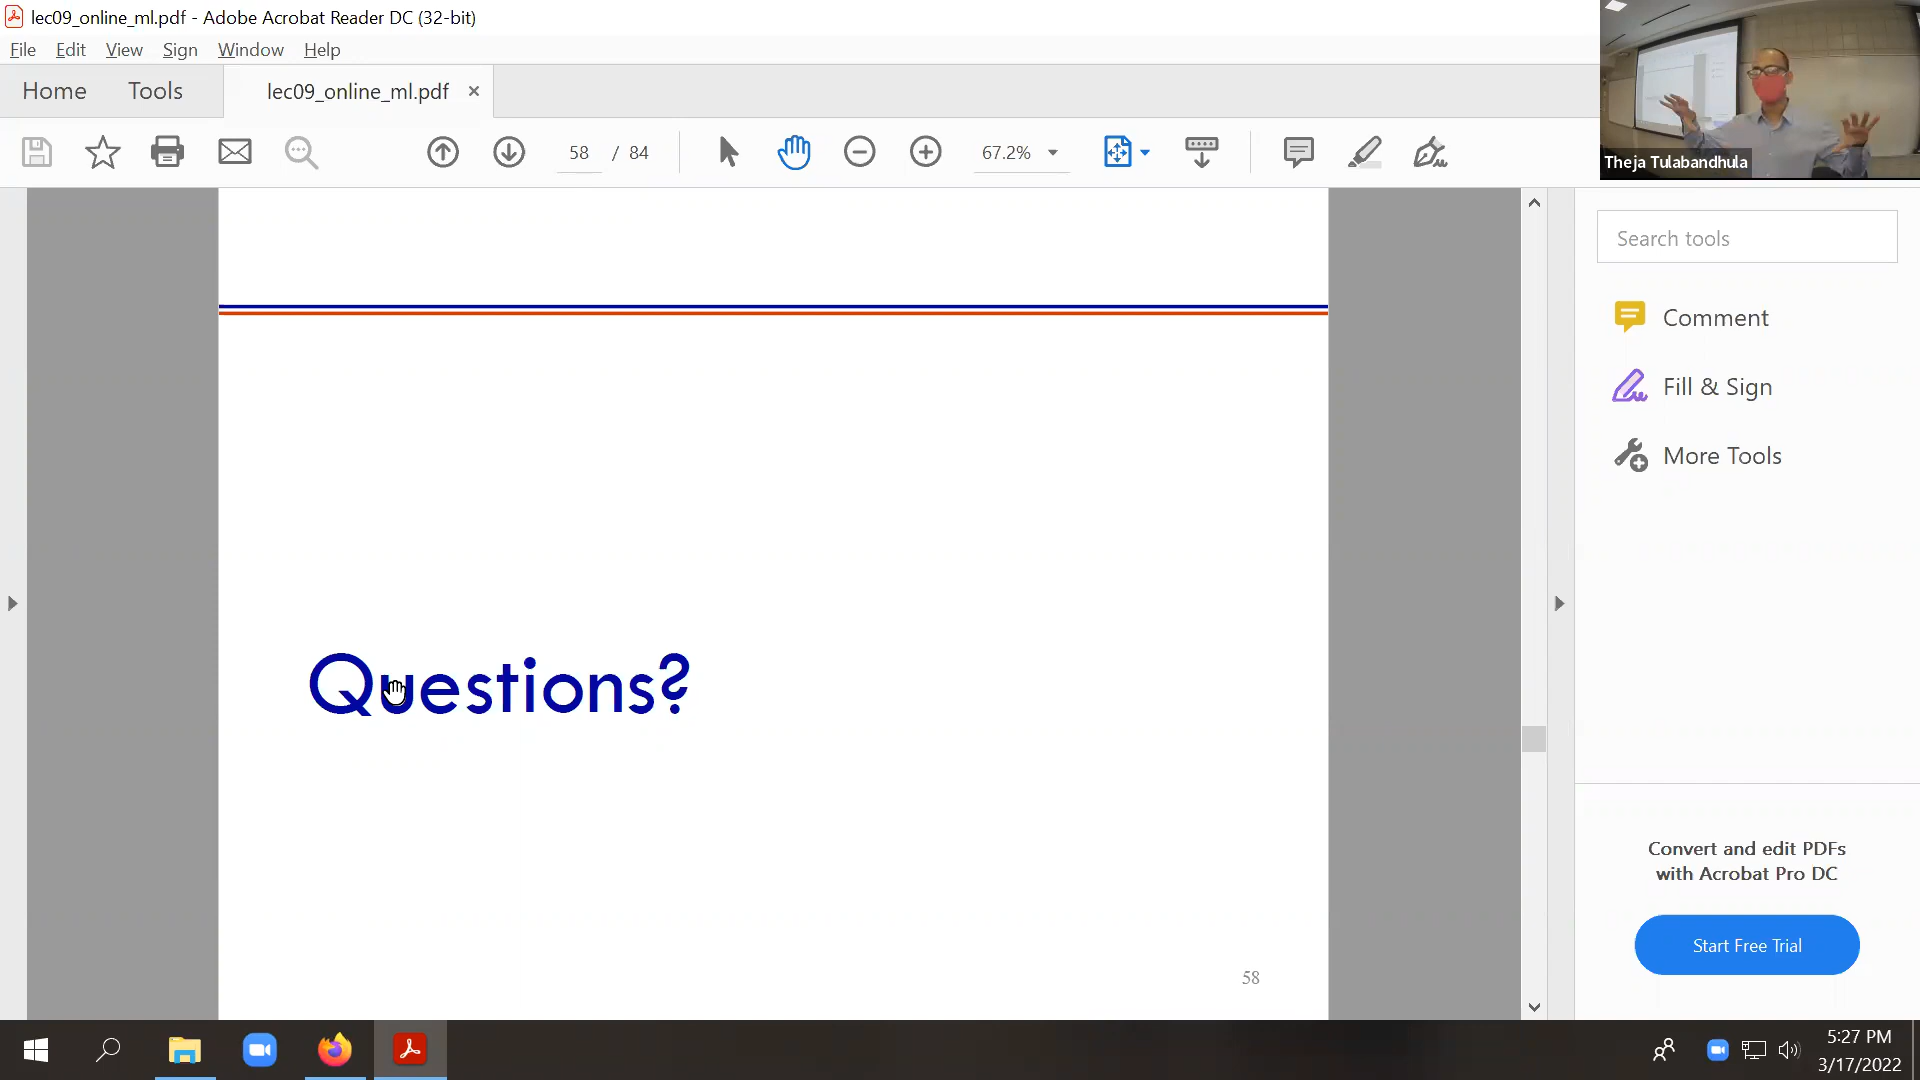 lec09_online_ml.pdf - Adobe Acrobat Reader DC (32-bit)
File Edit View Sign Window Help
Home Tools lec09_online_ml.pdf ×
58 / 84 67.2%
Theja Tulabandhula
Search tools
Comment
Fill & Sign
More Tools
Questions?
58
Convert and edit PDFs
with Acrobat Pro DC
Start Free Trial
5:27 PM
3/17/2022